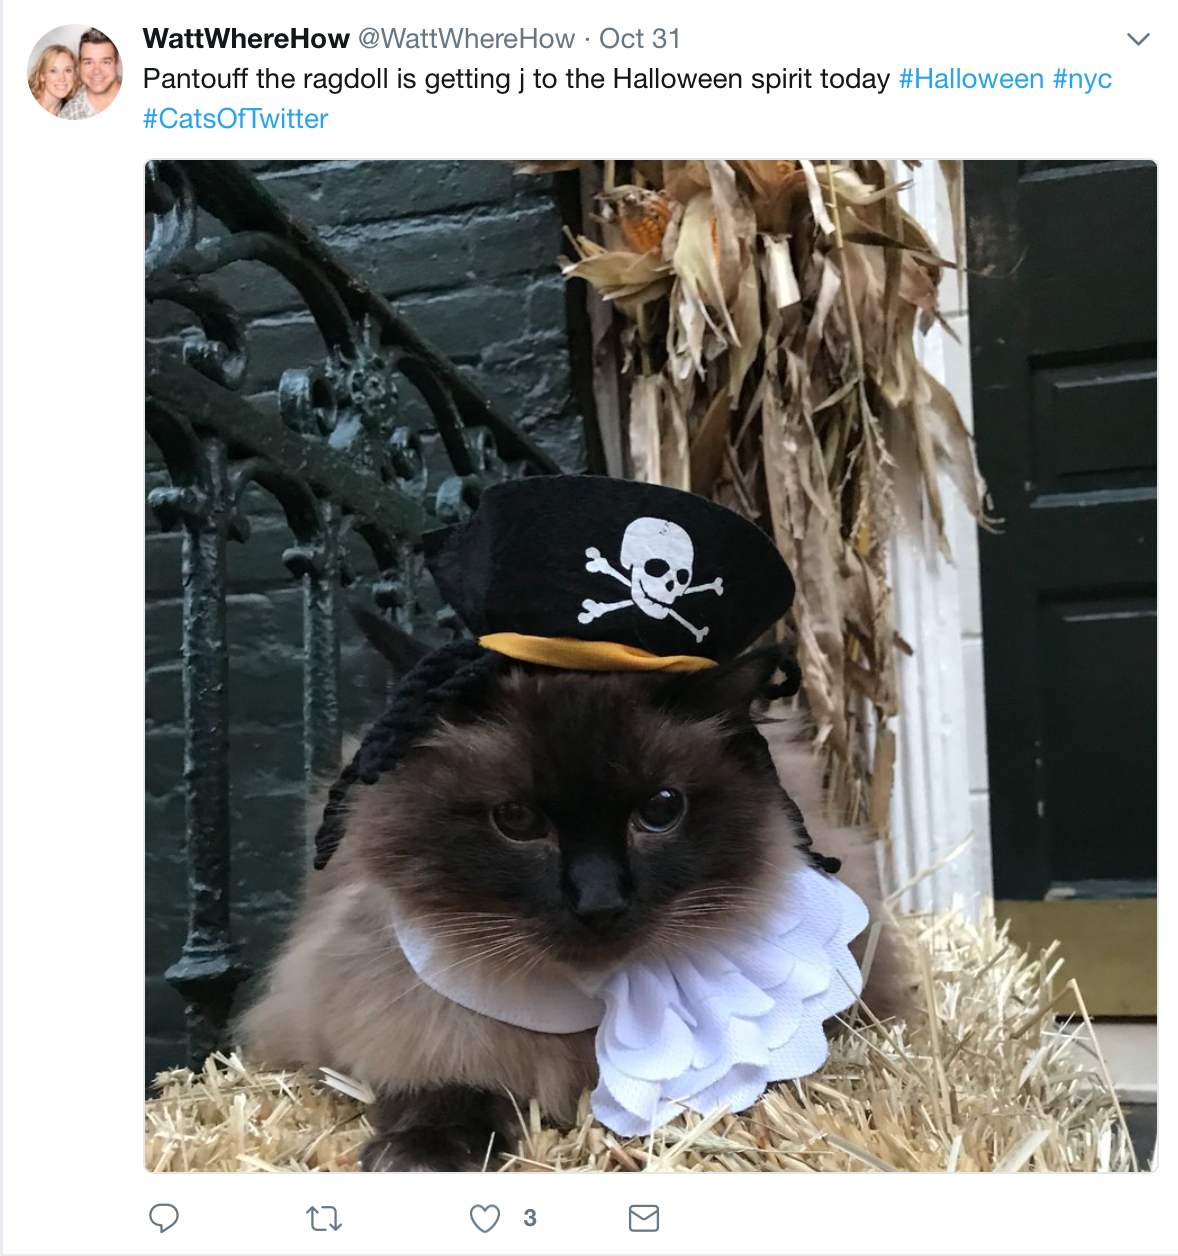 WattWhereHow @WattWhereHow · Oct 31
Pantouff the ragdoll is getting j to the Halloween spirit today #Halloween #nyc
#CatsOfTwitter
3